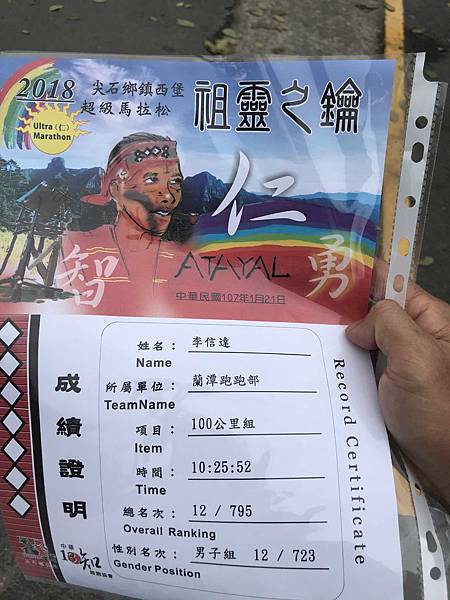 2018 尖石鄉鎮西堡
超級馬拉松
祖靈之鑰
Ultra(仁)
Marathon
仁
智
ATAYAL
勇
中華民國107年1月21日
成績證明
Record Certificate
姓名： 李信達
Name
所屬單位： 蘭潭跑跑部
TeamName
項目： 100公里組
Item
時間： 10:25:52
Time
總名次： 12 / 795
Overall Ranking
性別名次： 男子組 12 / 723
Gender Position
中華